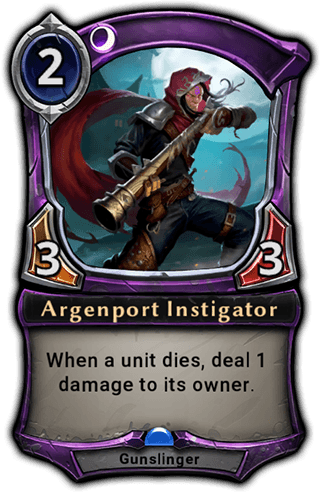 2
3
3
Argenport Instigator
When a unit dies, deal 1
damage to its owner.
Gunslinger